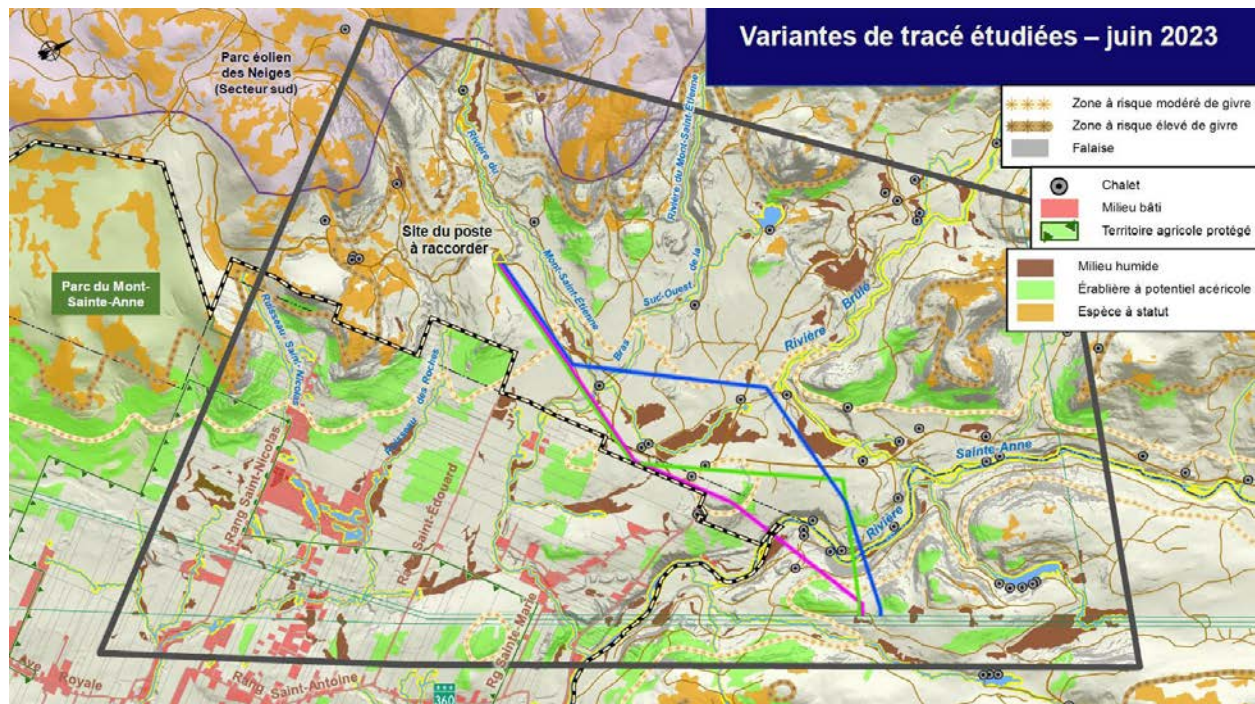 Variantes de tracé étudiées – juin 2023
Zone à risque modéré de givre
Zone à risque élevé de givre
Falaise
Chalet
Milieu bâti
Territoire agricole protégé
Milieu humide
Érablière à potentiel acéricole
Espèce à statut
Parc éolien
des Neiges
(Secteur sud)
Rivière du
Mont-Saint-Étienne
Rivière du Mont-Saint-Étienne
Bras
Sud-Ouest
de la
Site du poste
à raccorder
Parc du Mont-
Sainte-Anne
Ruisseau Saint-Nicolas
Ruisseau des Roches
Rivière Brûlé
Rivière Sainte-Anne
Rang Saint-Nicolas
Rang Saint-Édouard
Rg Sainte-Marie
Rang Saint-Antoine
Ave Royale
360